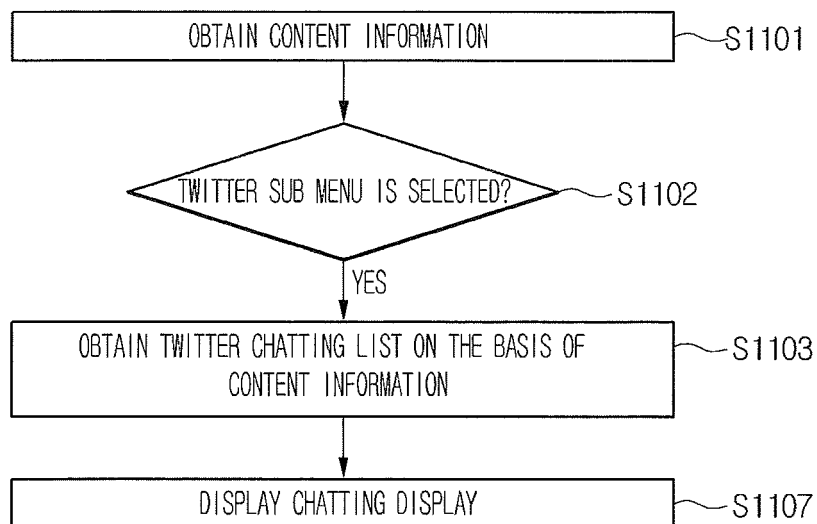 OBTAIN CONTENT INFORMATION
S1101
TWITTER SUB MENU IS SELECTED?
S1102
YES
OBTAIN TWITTER CHATTING LIST ON THE BASIS OF
CONTENT INFORMATION
S1103
DISPLAY CHATTING DISPLAY
S1107